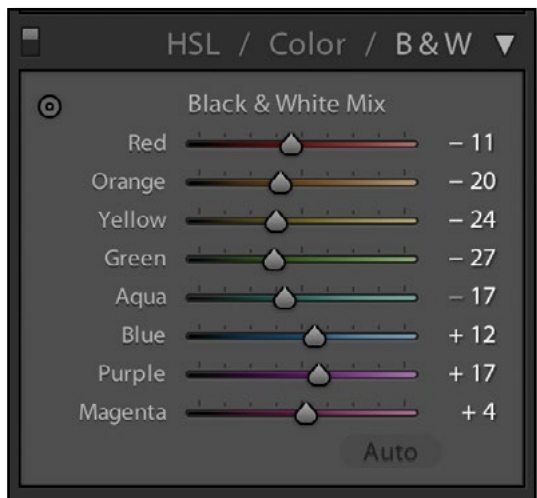 HSL / Color / B & W
Black & White Mix
Red – 11
Orange – 20
Yellow – 24
Green – 27
Aqua – 17
Blue + 12
Purple + 17
Magenta + 4
Auto